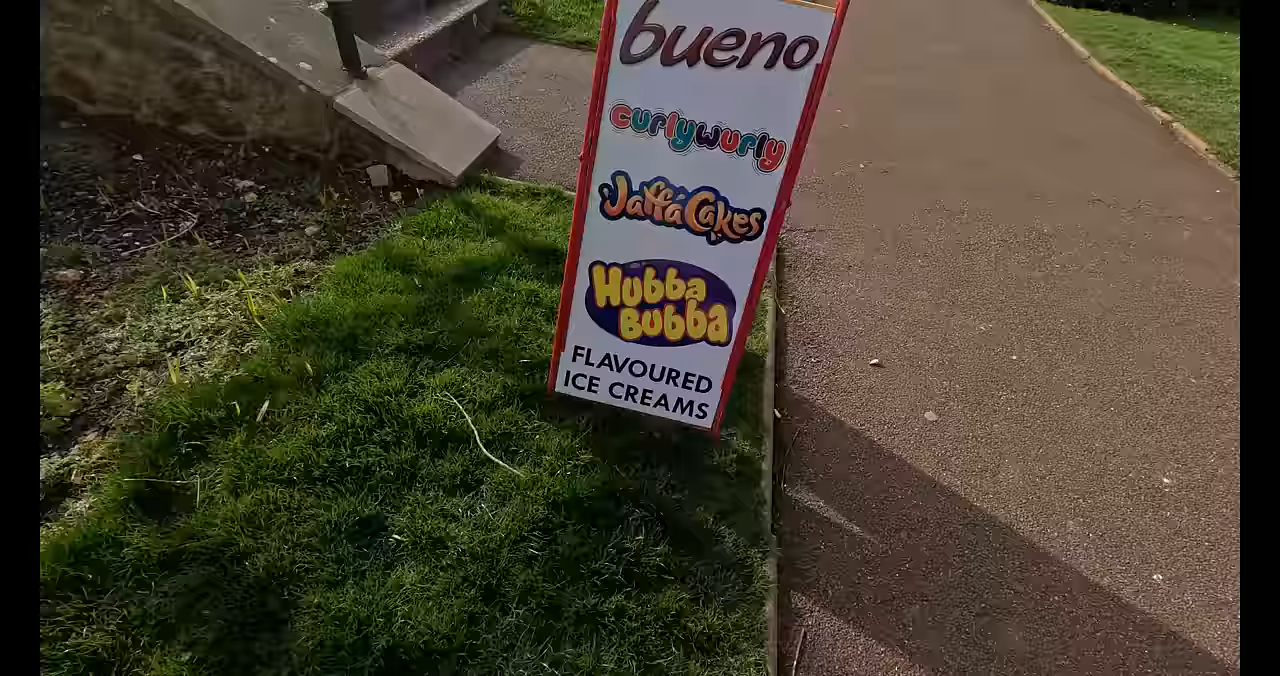 bueno
curlywurly
Jaffa Cakes
Hubba
Bubba
FLAVOURED
ICE CREAMS